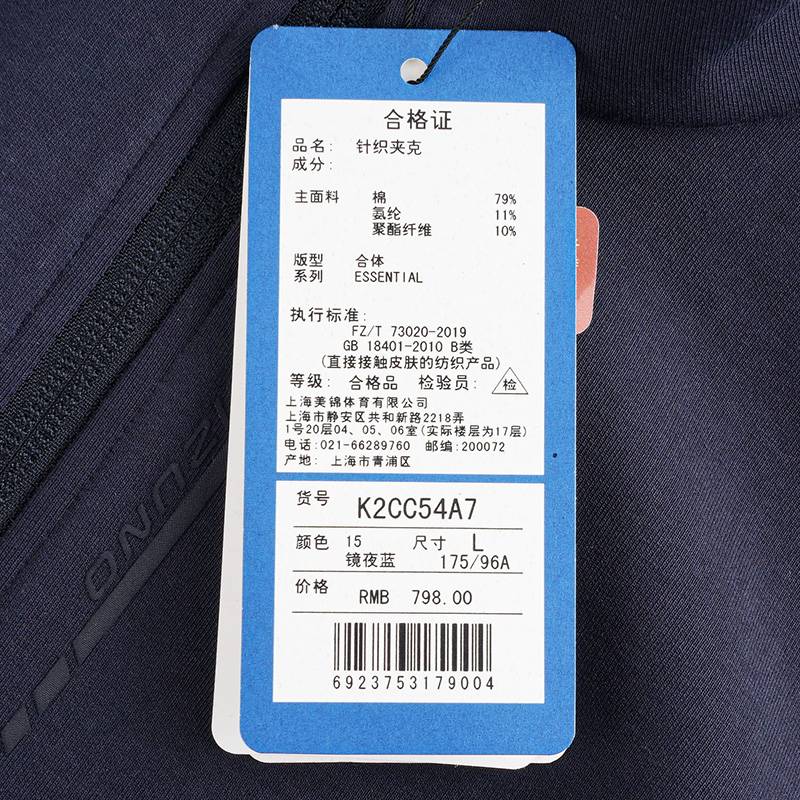 合格证
品名: 针织夹克
成分:
主面料 棉 79%
氨纶 11%
聚酯纤维 10%
版型 合体
系列 ESSENTIAL
执行标准:
FZ/T 73020-2019
GB 18401-2010 B类
(直接接触皮肤的纺织产品)
等级: 合格品 检验员: 检
上海美锦体育有限公司
上海市静安区共和新路2218弄
1号20层04、05、06室(实际楼层为17层)
电话:021-66289760 邮编:200072
产地: 上海市青浦区
货号 K2CC54A7
颜色 15 尺寸 L
镜夜蓝 175/96A
价格 RMB 798.00
6923753179004